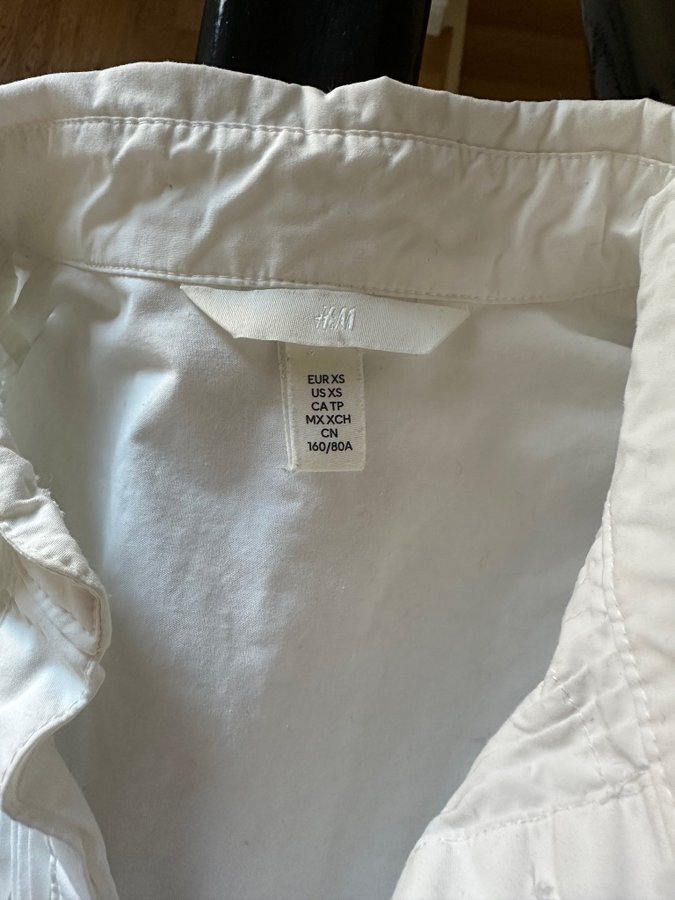 H&M
EUR XS
US XS
CA TP
MX XCH
CN
160/80A